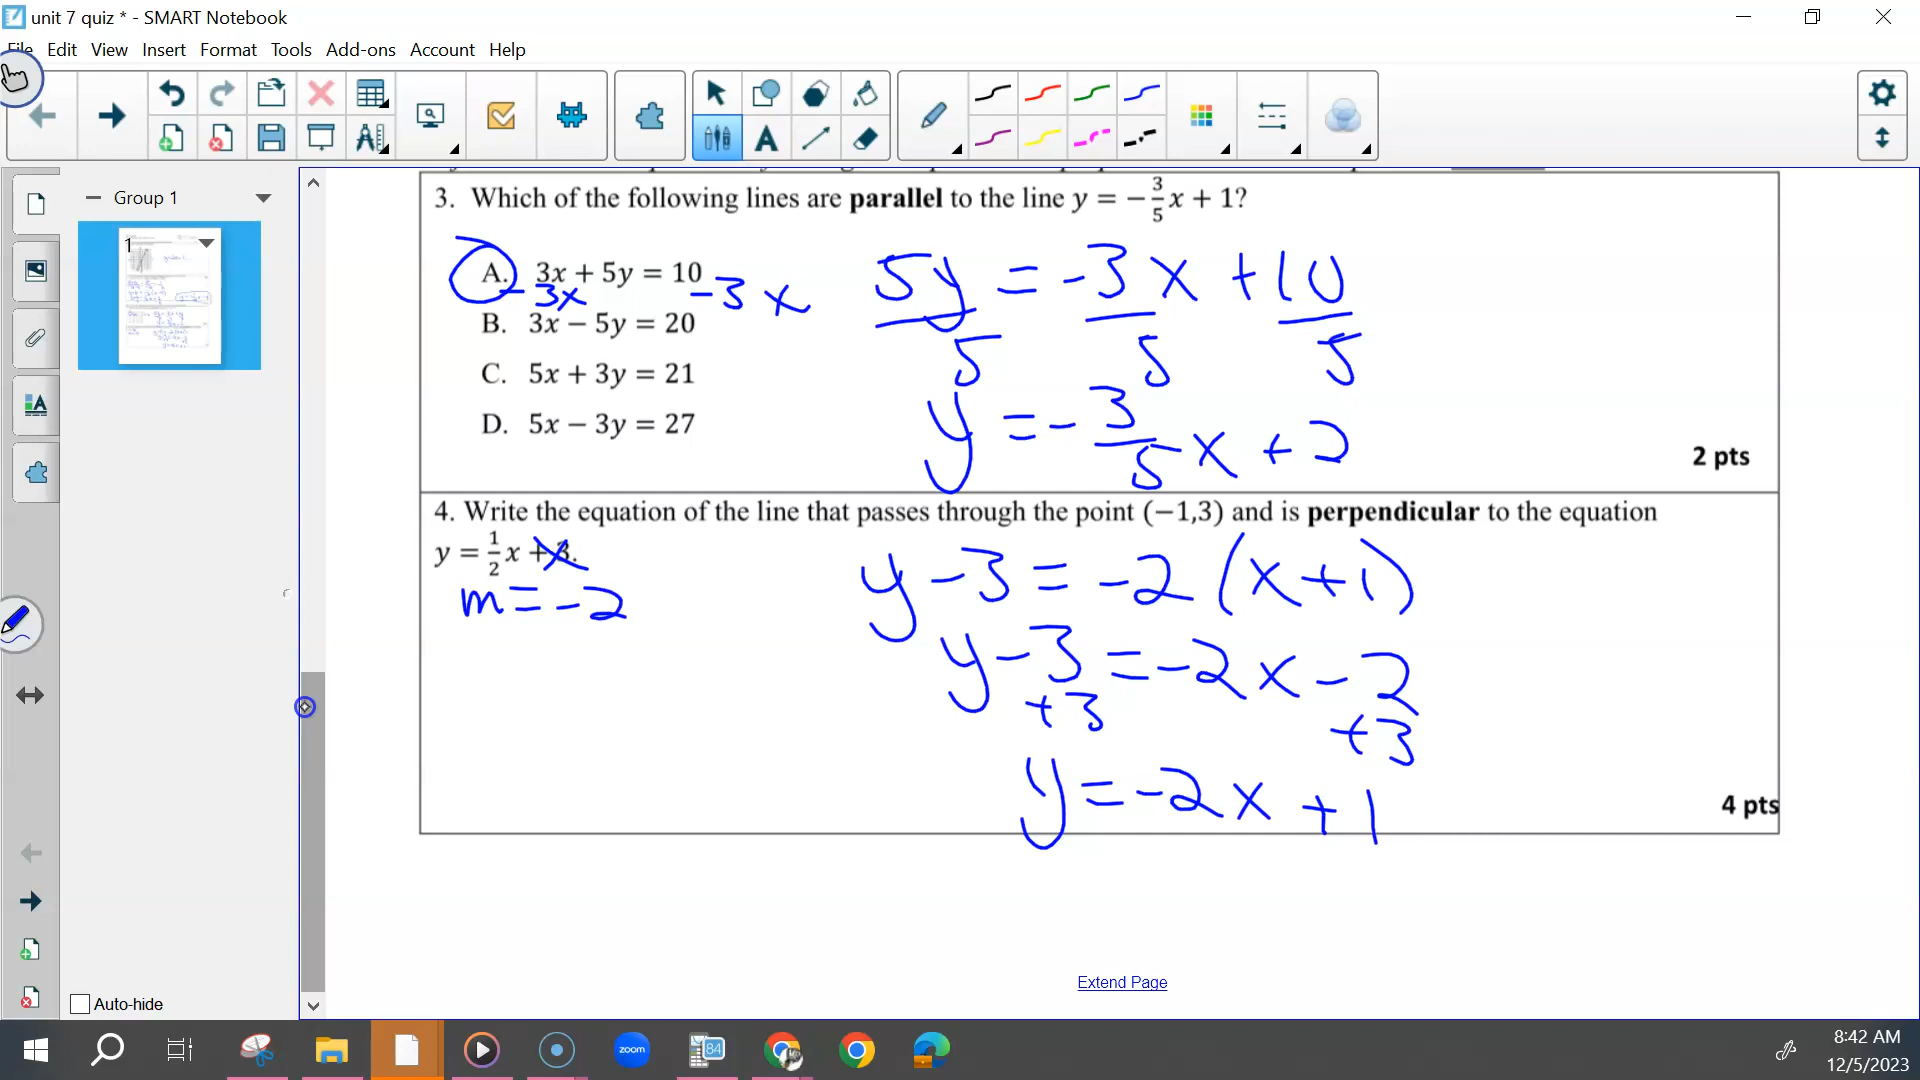 unit 7 quiz * - SMART Notebook
File Edit View Insert Format Tools Add-ons Account Help
Group 1
1
3. Which of the following lines are parallel to the line y = −3/5x + 1?
A. 3x + 5y = 10
-3x -3x
B. 3x − 5y = 20
C. 5x + 3y = 21
D. 5x − 3y = 27
5y = -3x +10
5 5 5
y = -3/5x +2
2 pts
4. Write the equation of the line that passes through the point (−1,3) and is perpendicular to the equation
y = 1/2x + 3.
m = -2
y -3 = -2 (x+1)
y -3 = -2x -2
+3 +3
y = -2x +1
4 pts
Extend Page
Auto-hide
zoom
84
8:42 AM
12/5/2023